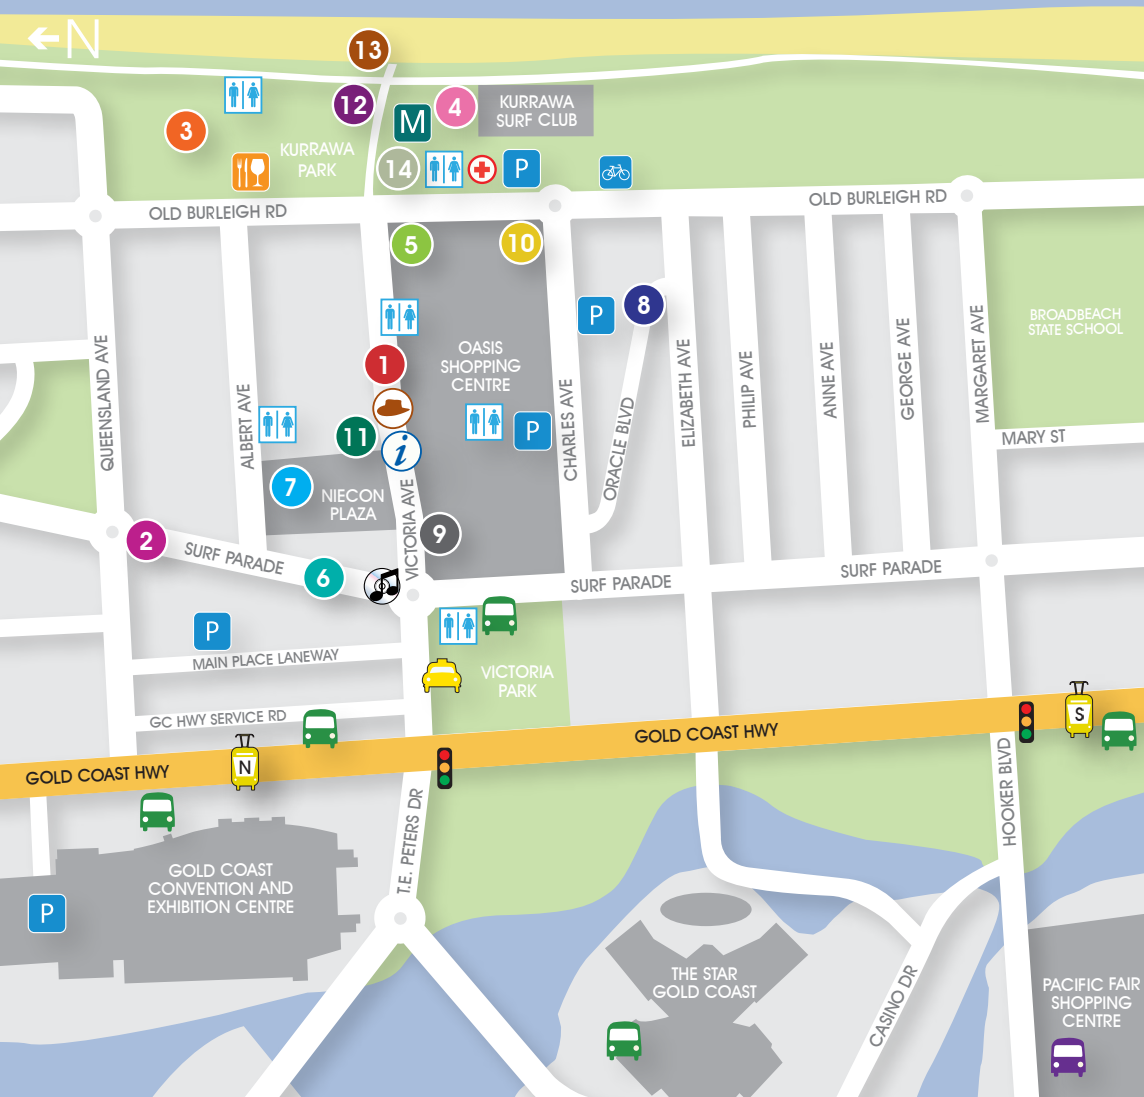 N
13
12
4
KURRAWA
SURF CLUB
M
3
KURRAWA
PARK
14
P
OLD BURLEIGH RD
OLD BURLEIGH RD
5
10
P
8
BROADBEACH
STATE SCHOOL
QUEENSLAND AVE
ALBERT AVE
1
OASIS
SHOPPING
CENTRE
P
CHARLES AVE
ORACLE BLVD
ELIZABETH AVE
PHILIP AVE
ANNE AVE
GEORGE AVE
MARGARET AVE
MARY ST
11
i
7
NIECON
PLAZA
VICTORIA AVE
9
2
SURF PARADE
6
SURF PARADE
SURF PARADE
P
MAIN PLACE LANEWAY
VICTORIA
PARK
GC HWY SERVICE RD
S
GOLD COAST HWY
N
GOLD COAST HWY
HOOKER BLVD
T.E. PETERS DR
GOLD COAST
CONVENTION AND
EXHIBITION CENTRE
P
THE STAR
GOLD COAST
CASINO DR
PACIFIC FAIR
SHOPPING
CENTRE